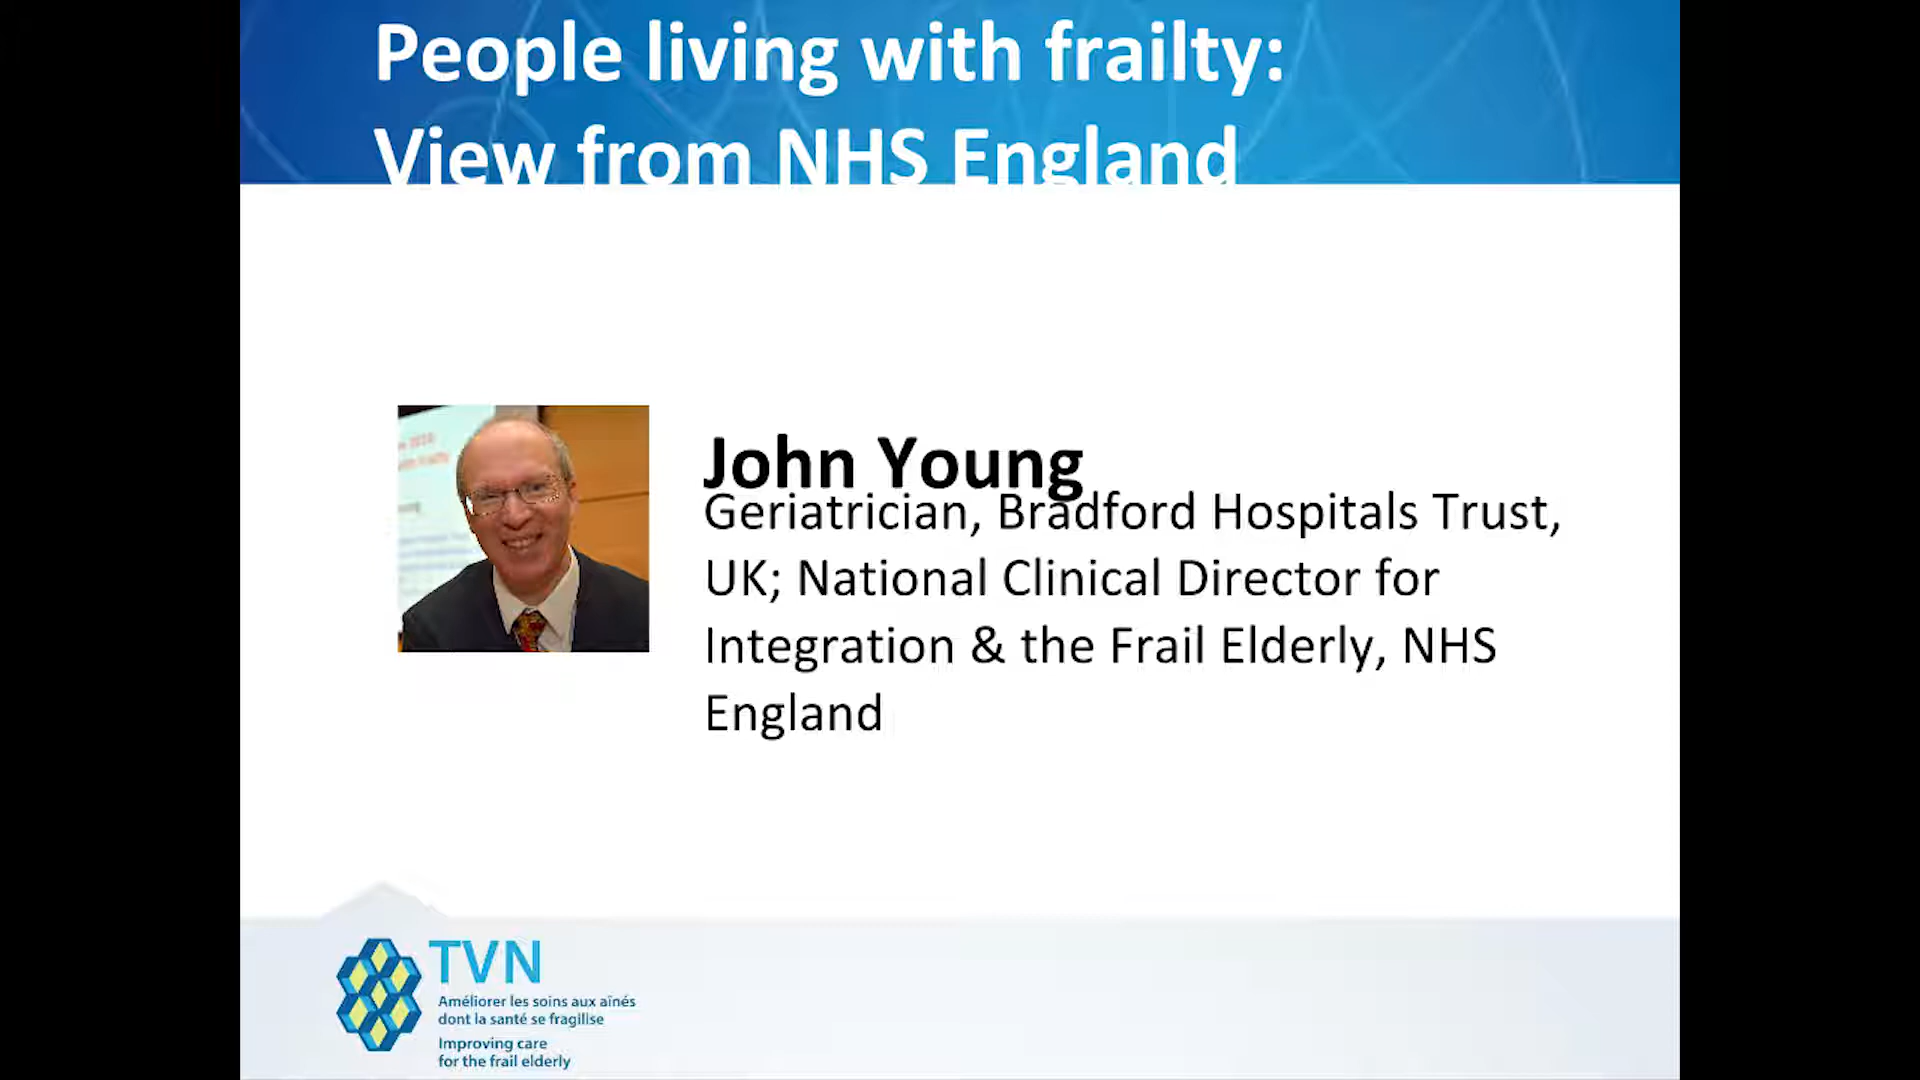 People living with frailty:
View from NHS England
John Young
Geriatrician, Bradford Hospitals Trust,
UK; National Clinical Director for
Integration & the Frail Elderly, NHS
England
TVN
Améliorer les soins aux aînés
dont la santé se fragilise
Improving care
for the frail elderly